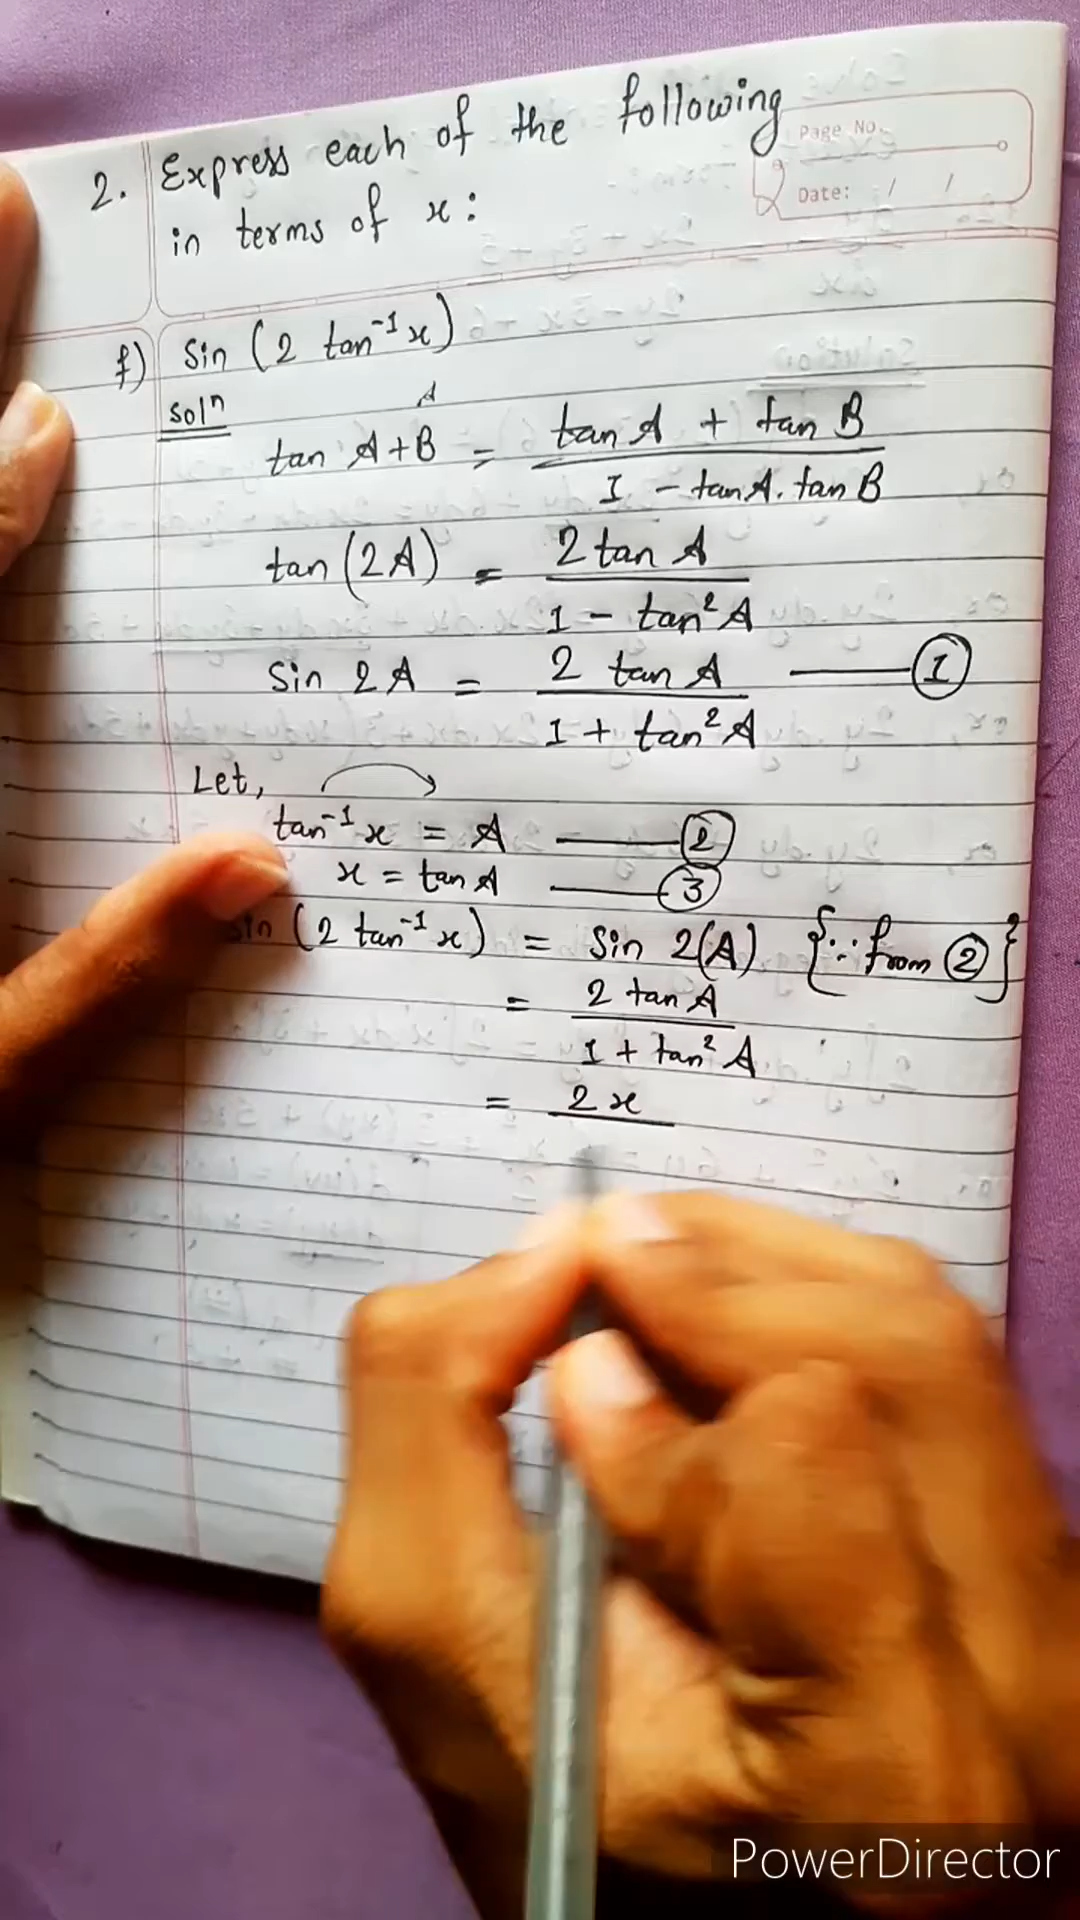 2. Express each of the following
Page No.
in terms of x:
2 Date: / /
f) Sin (2 tan⁻¹x)
Solⁿ
tan A+B = tan A + tan B / 1 - tan A. tan B
tan (2A) = 2 tan A / 1 - tan² A
Sin 2A = 2 tan A / 1 + tan² A ——— ①
Let,
tan⁻¹ x = A ——— ②
x = tan A ——— ③
Sin (2 tan⁻¹ x) = Sin 2(A) {∵ from ②}
= 2 tan A / 1 + tan² A
= 2x
PowerDirector